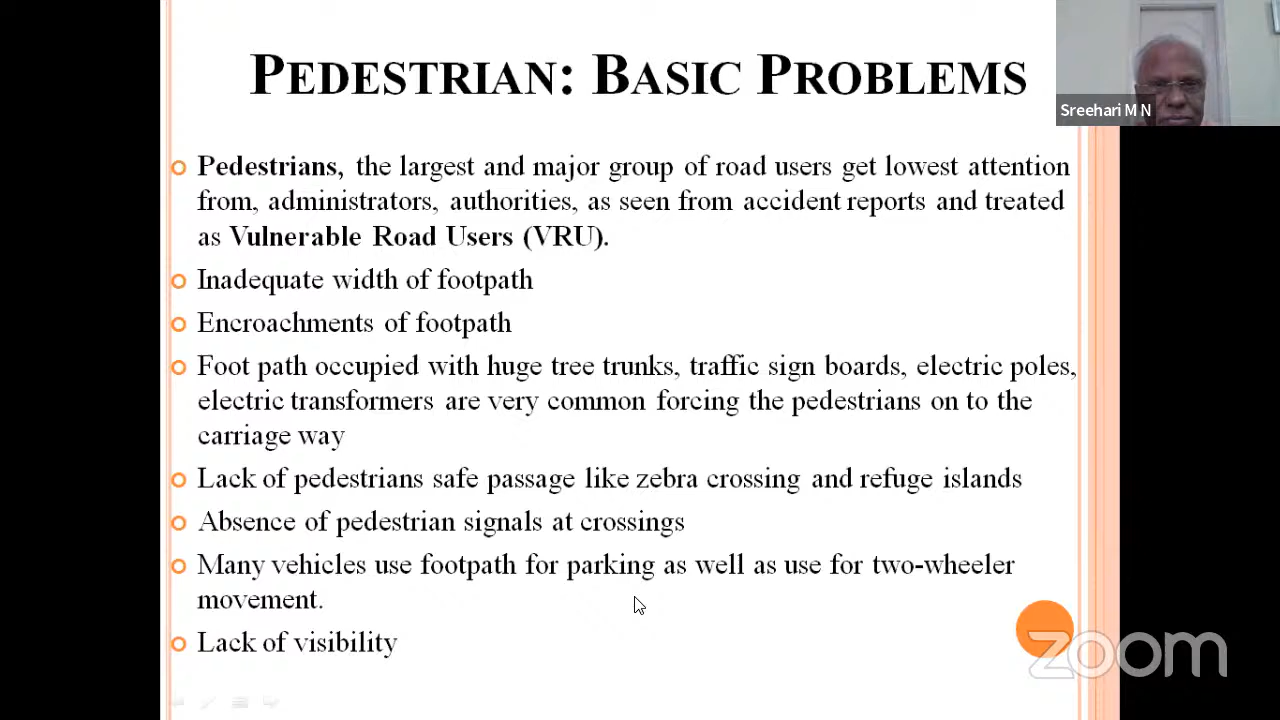 PEDESTRIAN: BASIC PROBLEMS
Sreehari M N
Pedestrians, the largest and major group of road users get lowest attention
from, administrators, authorities, as seen from accident reports and treated
as Vulnerable Road Users (VRU).
Inadequate width of footpath
Encroachments of footpath
Foot path occupied with huge tree trunks, traffic sign boards, electric poles,
electric transformers are very common forcing the pedestrians on to the
carriage way
Lack of pedestrians safe passage like zebra crossing and refuge islands
Absence of pedestrian signals at crossings
Many vehicles use footpath for parking as well as use for two-wheeler
movement.
Lack of visibility
zoom